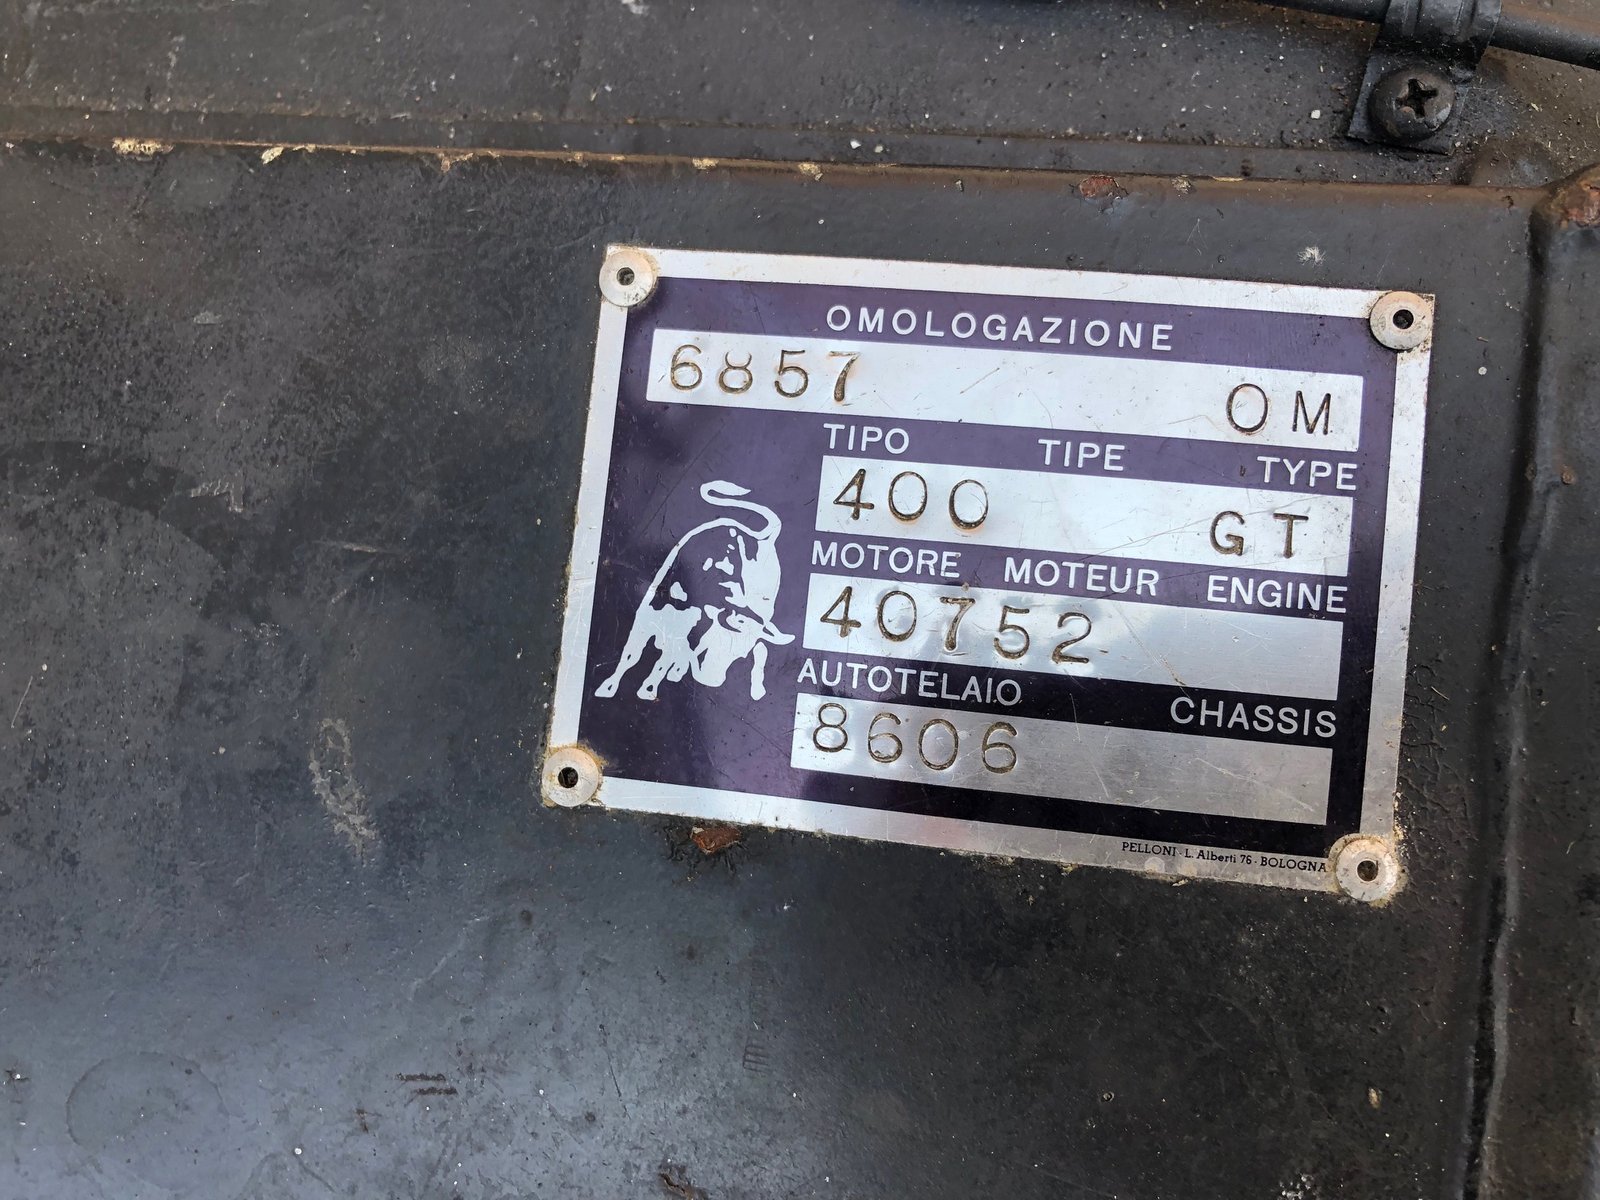 OMOLOGAZIONE
6857 OM
TIPO TIPE TYPE
400 GT
MOTORE MOTEUR ENGINE
40752
AUTOTELAIO CHASSIS
8606
PELLONI - L. Alberti 76 - BOLOGNA